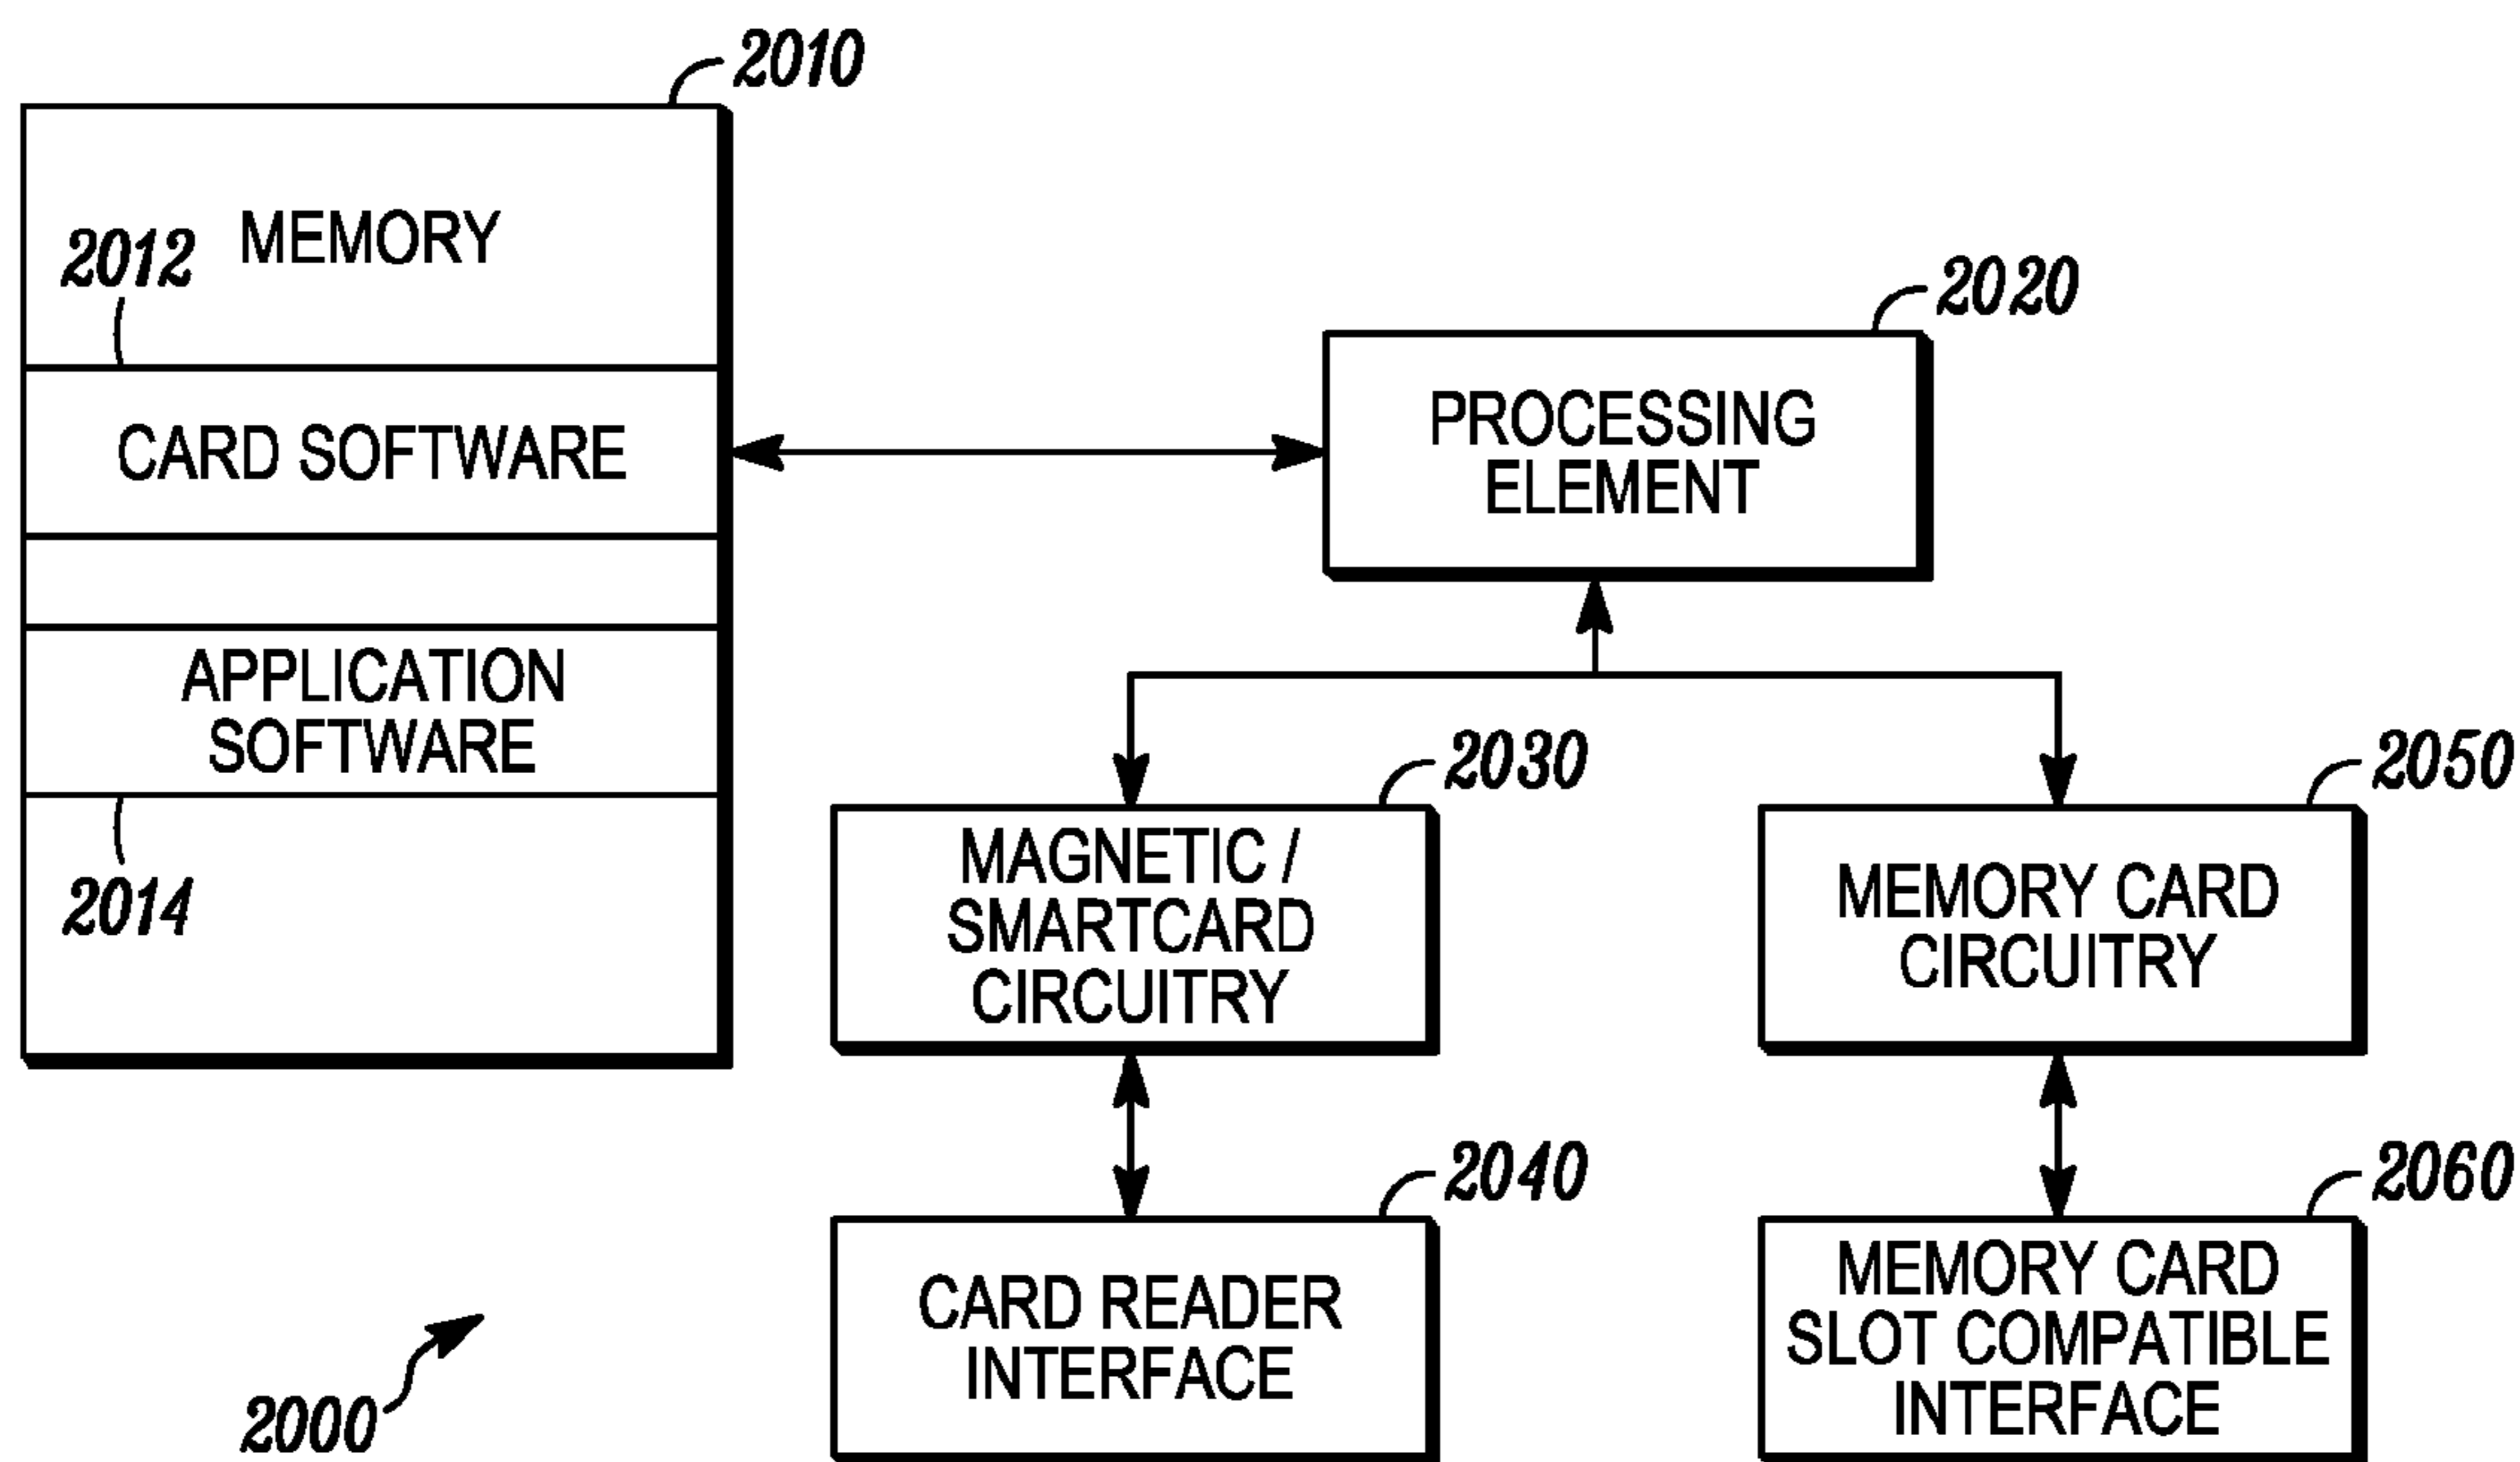 2010
MEMORY
2012
CARD SOFTWARE
APPLICATION
SOFTWARE
2014
2020
PROCESSING
ELEMENT
2030
MAGNETIC /
SMARTCARD
CIRCUITRY
2050
MEMORY CARD
CIRCUITRY
2040
CARD READER
INTERFACE
2060
MEMORY CARD
SLOT COMPATIBLE
INTERFACE
2000